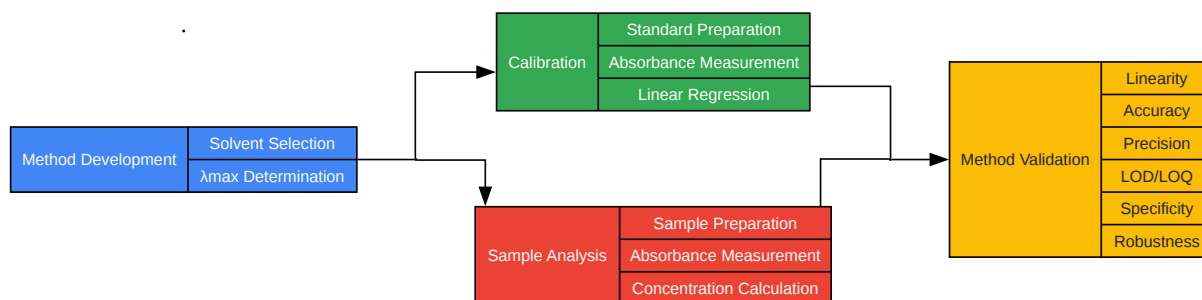 Method Development
Solvent Selection
λmax Determination
Calibration
Standard Preparation
Absorbance Measurement
Linear Regression
Sample Analysis
Sample Preparation
Absorbance Measurement
Concentration Calculation
Method Validation
Linearity
Accuracy
Precision
LOD/LOQ
Specificity
Robustness